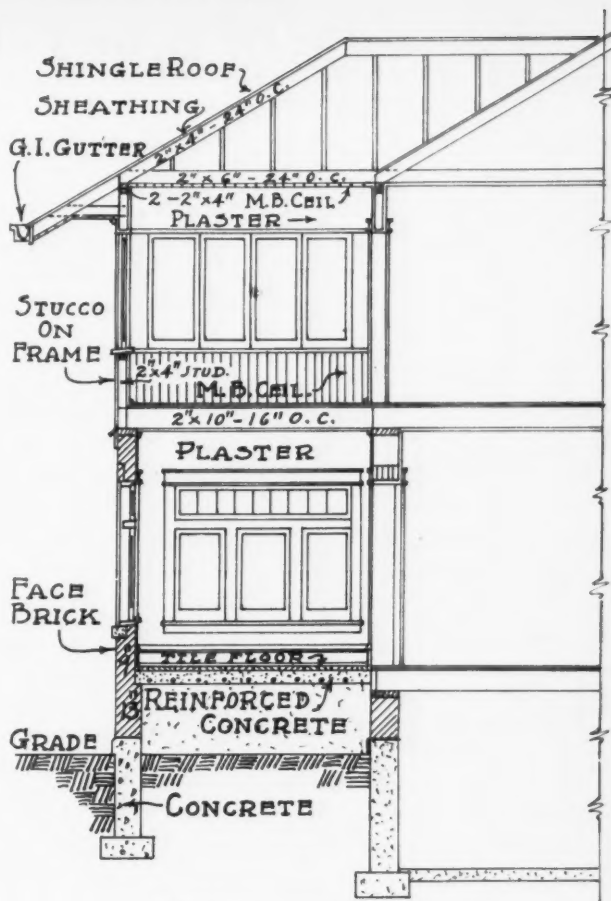 SHINGLE ROOF
SHEATHING
2"x4"-24"O.C.
G.I. GUTTER
2"x6"-24"O.C.
2-2"x4" M.B. CEIL
PLASTER
STUCCO
ON
FRAME
2"x4" STUD.
M.B. CEIL.
2"x10"-16"O.C.
PLASTER
FACE
BRICK
TILE FLOOR
13"
REINFORCED
CONCRETE
GRADE
CONCRETE